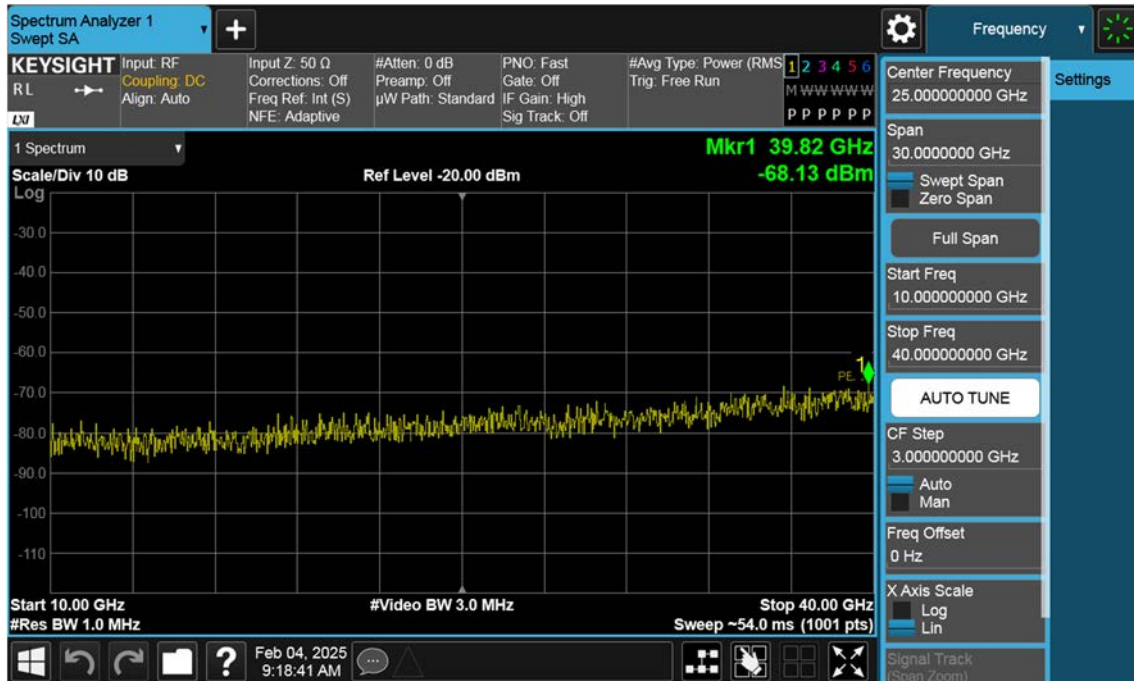 Spectrum Analyzer 1
Swept SA
+
Frequency
KEYSIGHT
RL
LXI
Input: RF
Coupling: DC
Align: Auto
Input Z: 50 Ω
Corrections: Off
Freq Ref: Int (S)
NFE: Adaptive
#Atten: 0 dB
Preamp: Off
µW Path: Standard
PNO: Fast
Gate: Off
IF Gain: High
Sig Track: Off
#Avg Type: Power (RMS
Trig: Free Run
1 2 3 4 5 6
M W W W W W
P P P P P P
1 Spectrum
Mkr1 39.82 GHz
-68.13 dBm
Scale/Div 10 dB
Ref Level -20.00 dBm
Log
-30.0
-40.0
-50.0
-60.0
-70.0
-80.0
-90.0
-100
-110
1
Start 10.00 GHz
#Video BW 3.0 MHz
Stop 40.00 GHz
#Res BW 1.0 MHz
Sweep ~54.0 ms (1001 pts)
?
Feb 04, 2025
9:18:41 AM
Center Frequency
25.000000000 GHz
Span
30.0000000 GHz
Swept Span
Zero Span
Full Span
Start Freq
10.000000000 GHz
Stop Freq
40.000000000 GHz
AUTO TUNE
CF Step
3.000000000 GHz
Auto
Man
Freq Offset
0 Hz
X Axis Scale
Log
Lin
Signal Track
(Span Zoom)
Settings